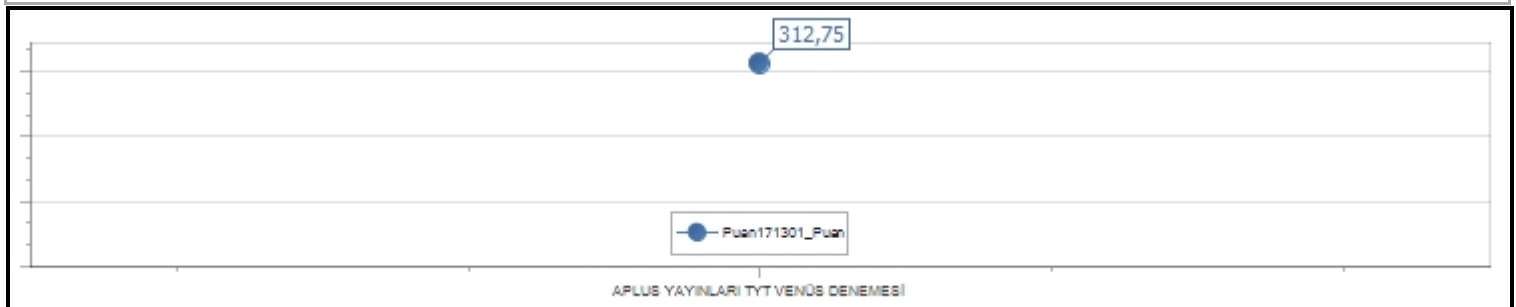 312,75
Puan171301_Puan
APLUS YAYINLARI TYT VENÜS DENEMESİ